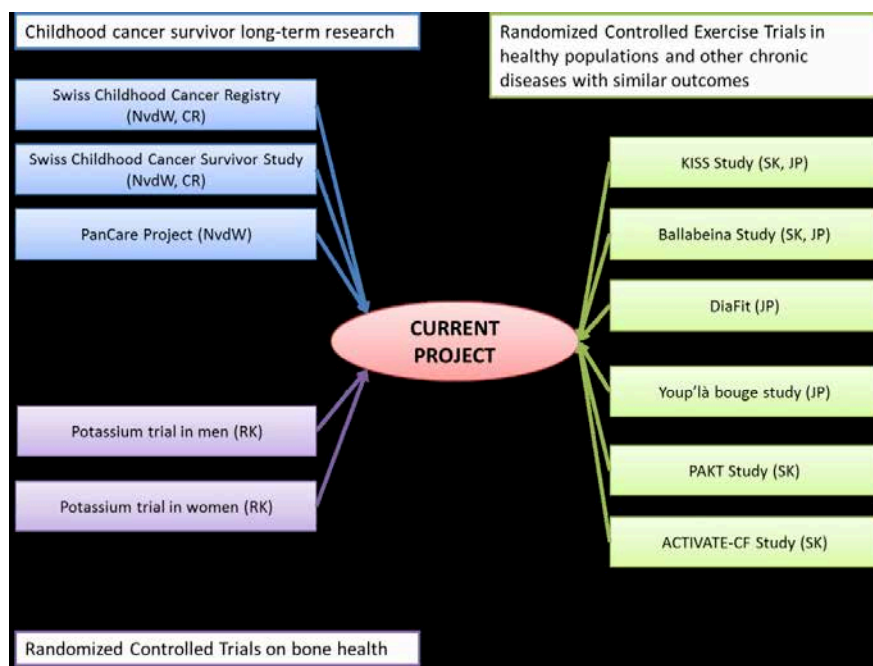 Childhood cancer survivor long-term research
Swiss Childhood Cancer Registry
(NvdW, CR)
Swiss Childhood Cancer Survivor Study
(NvdW, CR)
PanCare Project (NvdW)
Randomized Controlled Exercise Trials in
healthy populations and other chronic
diseases with similar outcomes
KISS Study (SK, JP)
Ballabeina Study (SK, JP)
DiaFit (JP)
Youp'là bouge study (JP)
PAKT Study (SK)
ACTIVATE-CF Study (SK)
CURRENT
PROJECT
Potassium trial in men (RK)
Potassium trial in women (RK)
Randomized Controlled Trials on bone health